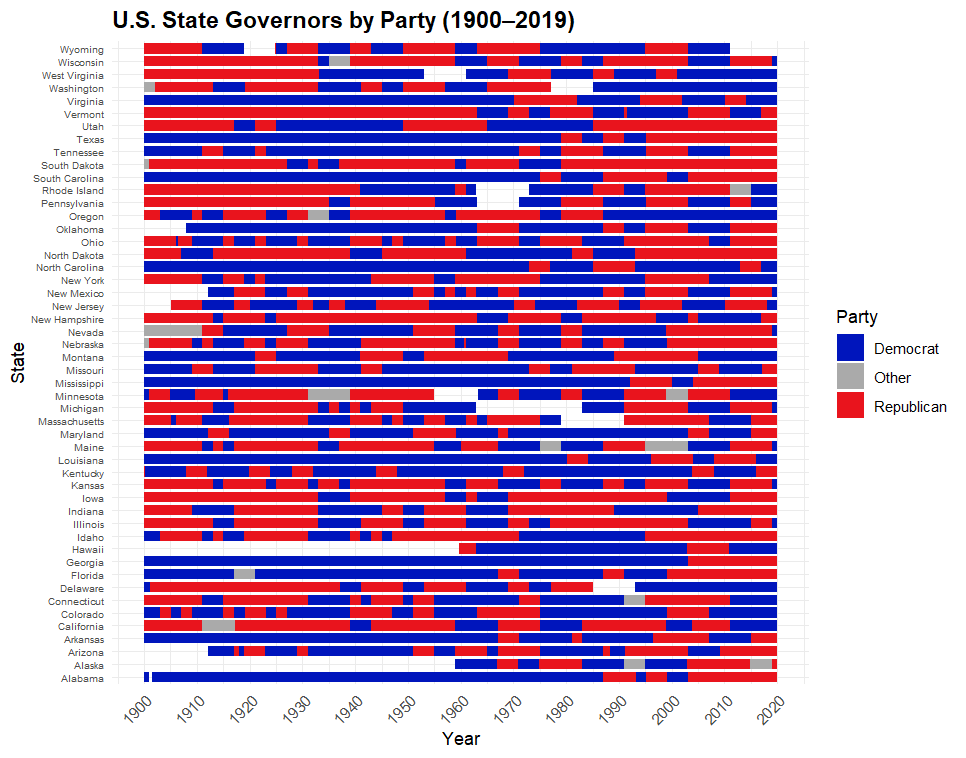 U.S. State Governors by Party (1900–2019)
State
Wyoming
Wisconsin
West Virginia
Washington
Virginia
Vermont
Utah
Texas
Tennessee
South Dakota
South Carolina
Rhode Island
Pennsylvania
Oregon
Oklahoma
Ohio
North Dakota
North Carolina
New York
New Mexico
New Jersey
New Hampshire
Nevada
Nebraska
Montana
Missouri
Mississippi
Minnesota
Michigan
Massachusetts
Maryland
Maine
Louisiana
Kentucky
Kansas
Iowa
Indiana
Illinois
Idaho
Hawaii
Georgia
Florida
Delaware
Connecticut
Colorado
California
Arkansas
Arizona
Alaska
Alabama
1900 1910 1920 1930 1940 1950 1960 1970 1980 1990 2000 2010 2020
Year
Party
Democrat
Other
Republican